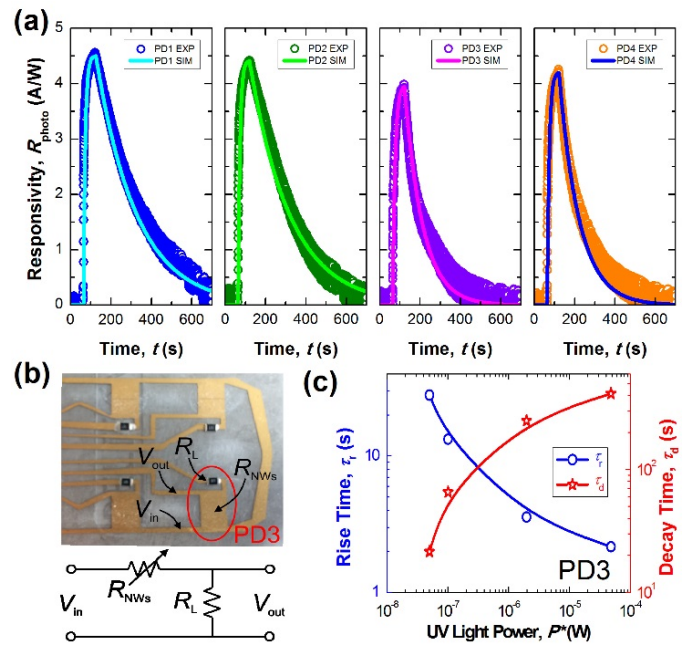 (a)
Responsivity, Rphoto (A/W)
5
4
3
2
1
0
PD1 EXP
PD1 SIM
PD2 EXP
PD2 SIM
PD3 EXP
PD3 SIM
PD4 EXP
PD4 SIM
0 200 400 600
0 200 400 600
0 200 400 600
0 200 400 600
Time, t (s)
Time, t (s)
Time, t (s)
Time, t (s)
(b)
RL
Vout
RNWs
Vin
PD3
Vin
RNWs
RL
Vout
(c)
Rise Time, τr (s)
10
1
τr
τd
PD3
10² 
10¹
Decay Time, τd (s)
10⁻⁸ 10⁻⁷ 10⁻⁶ 10⁻⁵ 10⁻⁴
UV Light Power, P*(W)